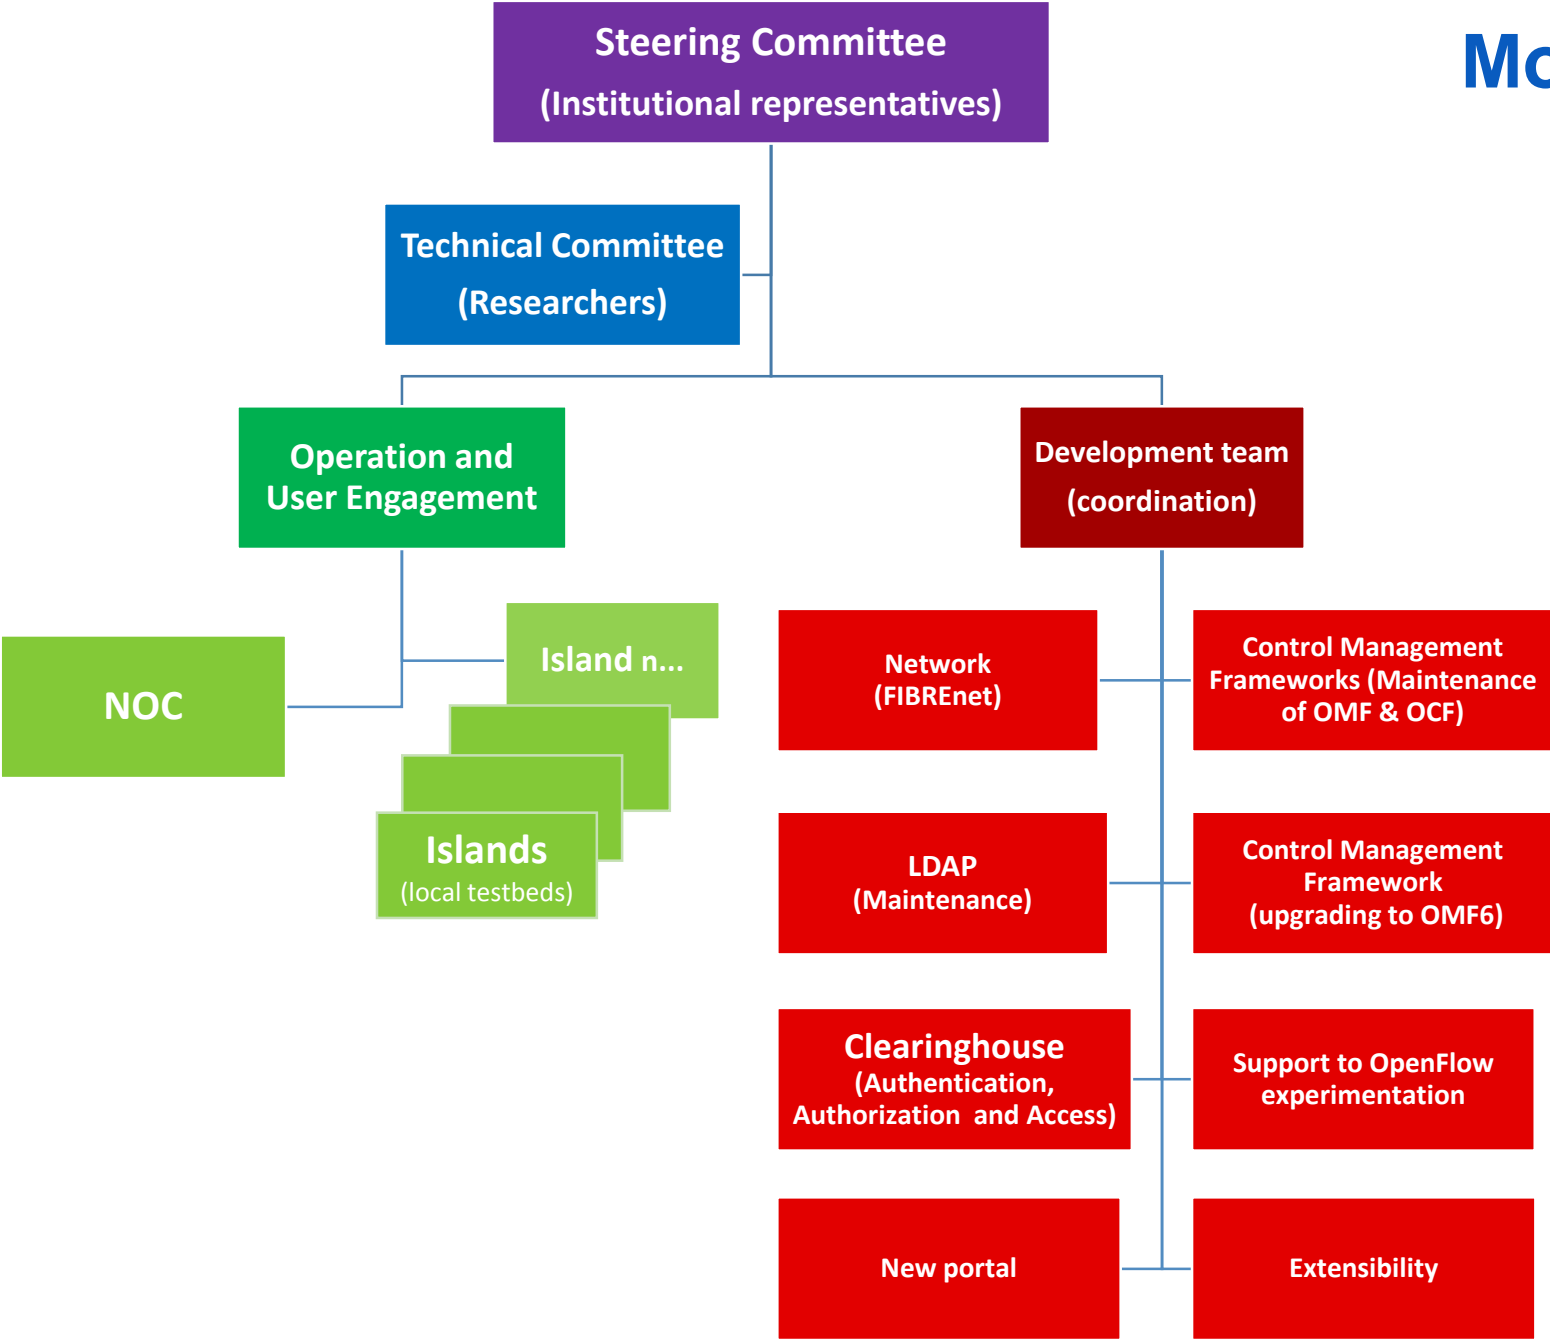 Steering Committee
(Institutional representatives)
Technical Committee
(Researchers)
Operation and
User Engagement
Development team
(coordination)
NOC
Island n...
Islands
(local testbeds)
Network
(FIBREnet)
Control Management
Frameworks (Maintenance
of OMF & OCF)
LDAP
(Maintenance)
Control Management
Framework
(upgrading to OMF6)
Clearinghouse
(Authentication,
Authorization and Access)
Support to OpenFlow
experimentation
New portal
Extensibility